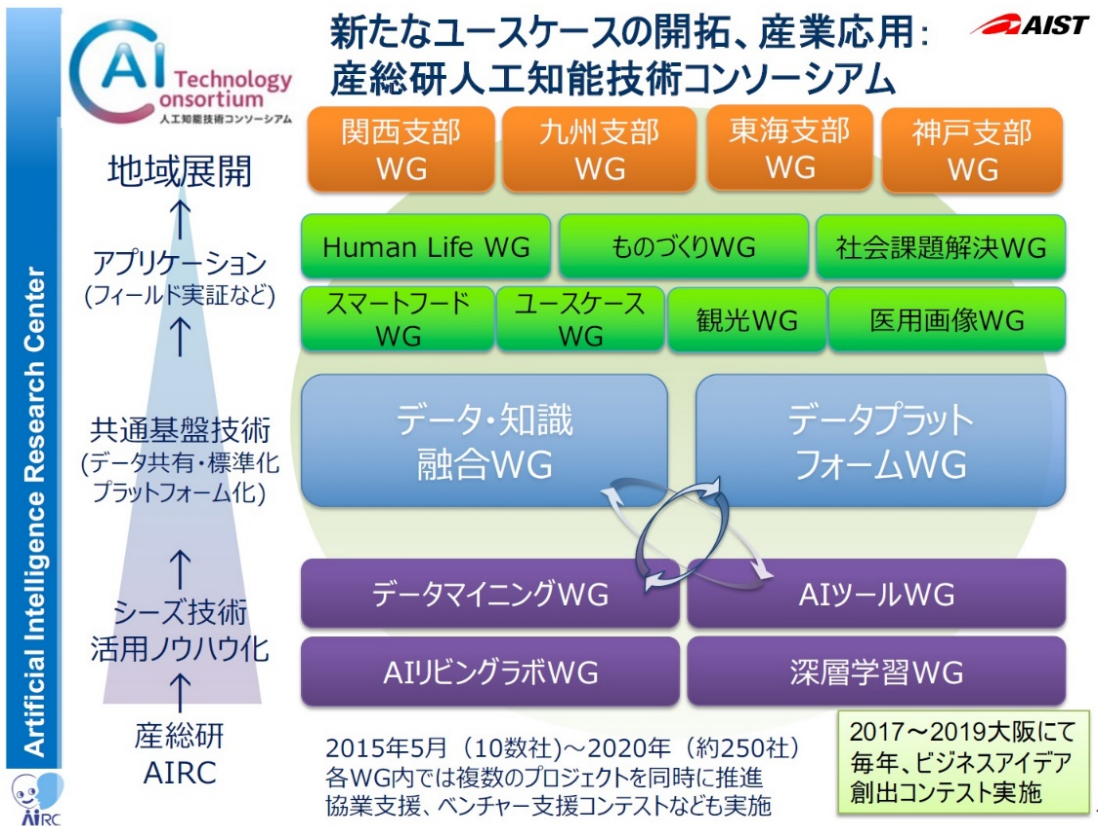 新たなユースケースの開拓、産業応用：
産総研人工知能技術コンソーシアム
AIST
AI Technology
Consortium
人工知能技術コンソーシアム
Artificial Intelligence Research Center
地域展開
アプリケーション
(フィールド実証など)
共通基盤技術
(データ共有・標準化
プラットフォーム化)
シーズ技術
活用ノウハウ化
産総研
AIRC
関西支部
WG
九州支部
WG
東海支部
WG
神戸支部
WG
Human Life WG
ものづくりWG
社会課題解決WG
スマートフード
WG
ユースケース
WG
観光WG
医用画像WG
データ・知識
融合WG
データプラット
フォームWG
データマイニングWG
AIツールWG
AIリビングラボWG
深層学習WG
2015年5月（10数社)～2020年（約250社）
各WG内では複数のプロジェクトを同時に推進
協業支援、ベンチャー支援コンテストなども実施
2017～2019大阪にて
毎年、ビジネスアイデア
創出コンテスト実施
AiRC